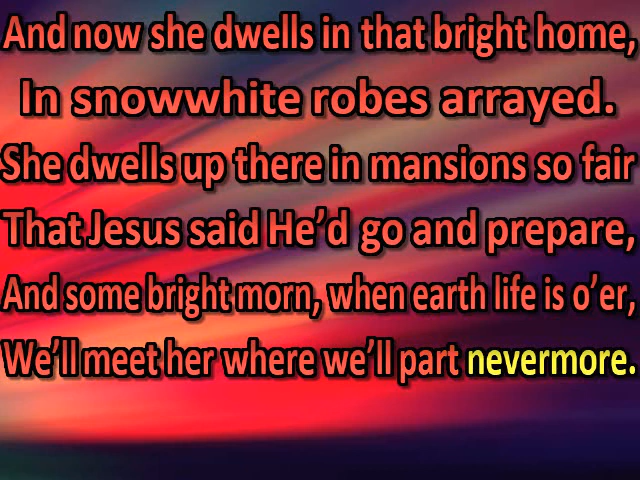 And now she dwells in that bright home,
In snowwhite robes arrayed.
She dwells up there in mansions so fair
That Jesus said He’d go and prepare,
And some bright morn, when earth life is o’er,
We’ll meet her where we’ll part nevermore.